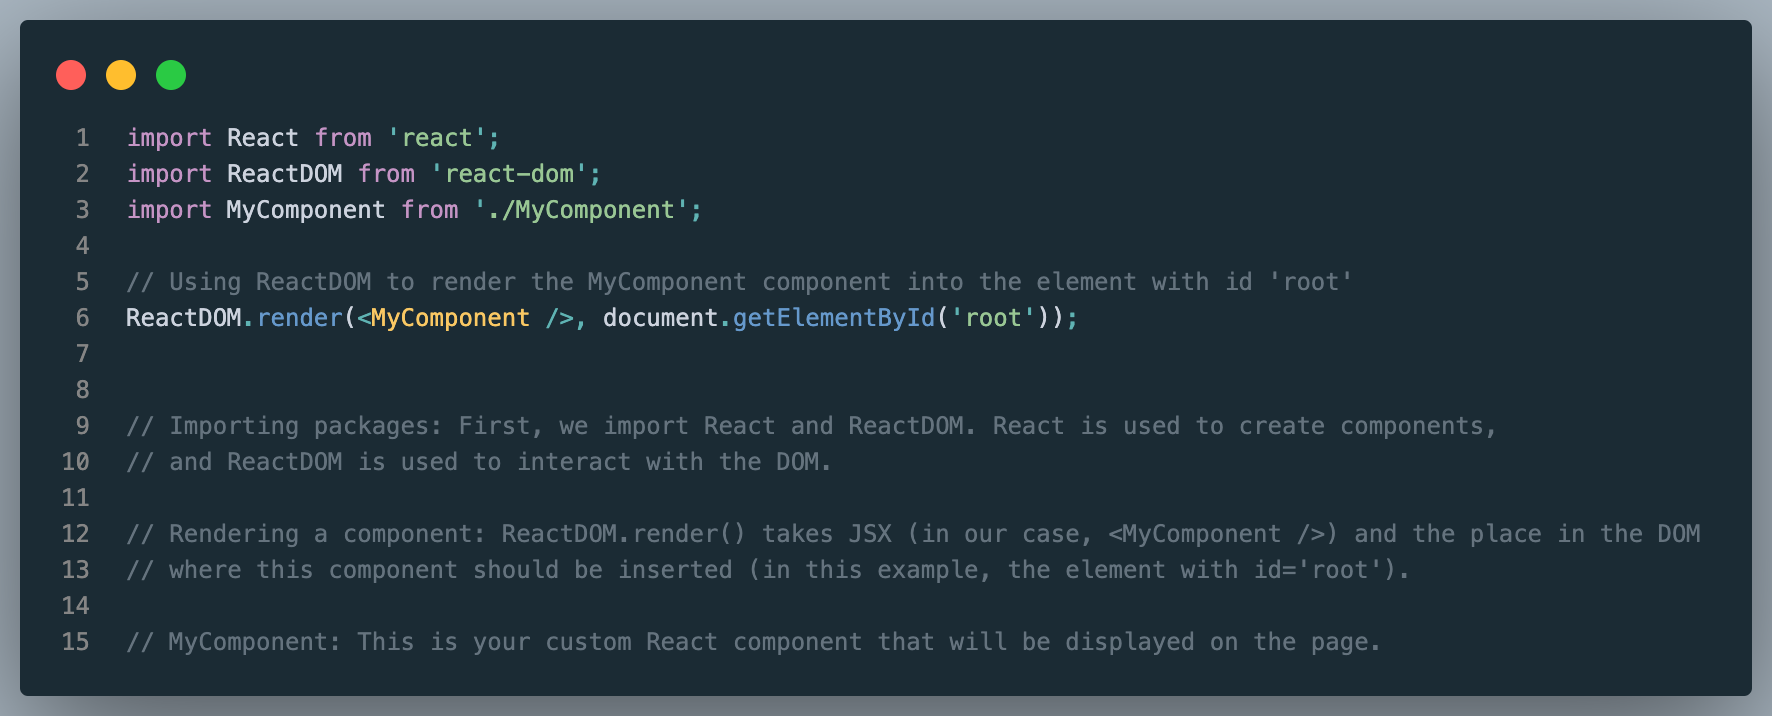 1 import React from 'react';
2 import ReactDOM from 'react-dom';
3 import MyComponent from './MyComponent';
4
5 // Using ReactDOM to render the MyComponent component into the element with id 'root'
6 ReactDOM.render(<MyComponent />, document.getElementById('root'));
7
8
9 // Importing packages: First, we import React and ReactDOM. React is used to create components,
10 // and ReactDOM is used to interact with the DOM.
11
12 // Rendering a component: ReactDOM.render() takes JSX (in our case, <MyComponent />) and the place in the DOM
13 // where this component should be inserted (in this example, the element with id='root').
14
15 // MyComponent: This is your custom React component that will be displayed on the page.